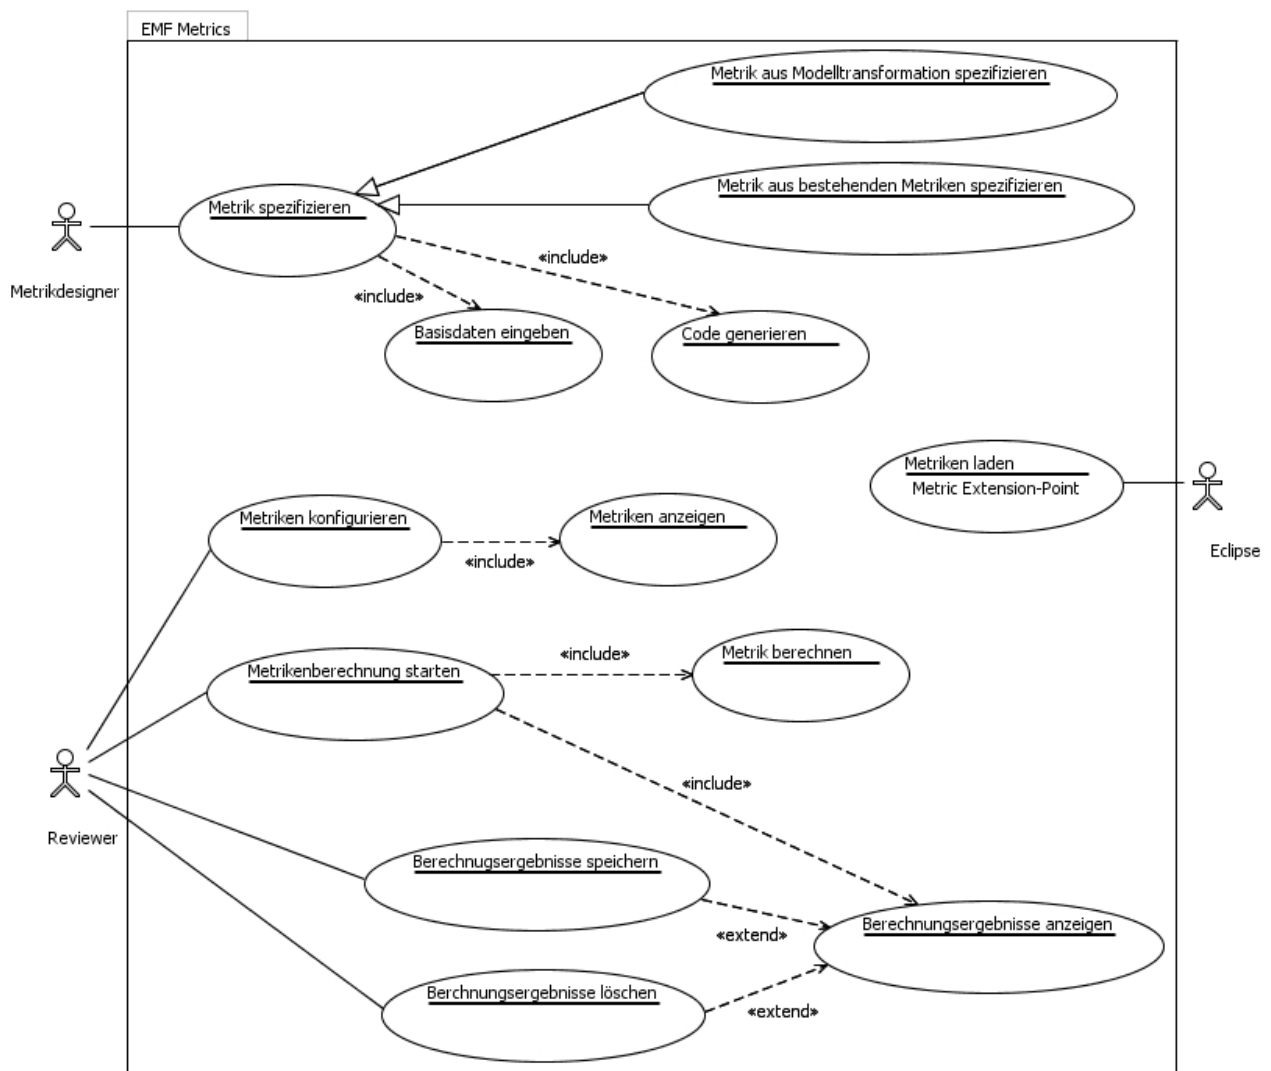 EMF Metrics
Metrik aus Modelltransformation spezifizieren
Metrik aus bestehenden Metriken spezifizieren
Metrik spezifizieren
Metrikdesigner
«include»
«include»
Basisdaten eingeben
Code generieren
Metriken laden
Metric Extension-Point
Eclipse
Metriken konfigurieren
Metriken anzeigen
«include»
Metrikenberechnung starten
«include»
Metrik berechnen
«include»
Reviewer
Berechnugsergebnisse speichern
«extend»
Berechnungsergebnisse anzeigen
Berchnungsergebnisse löschen
«extend»